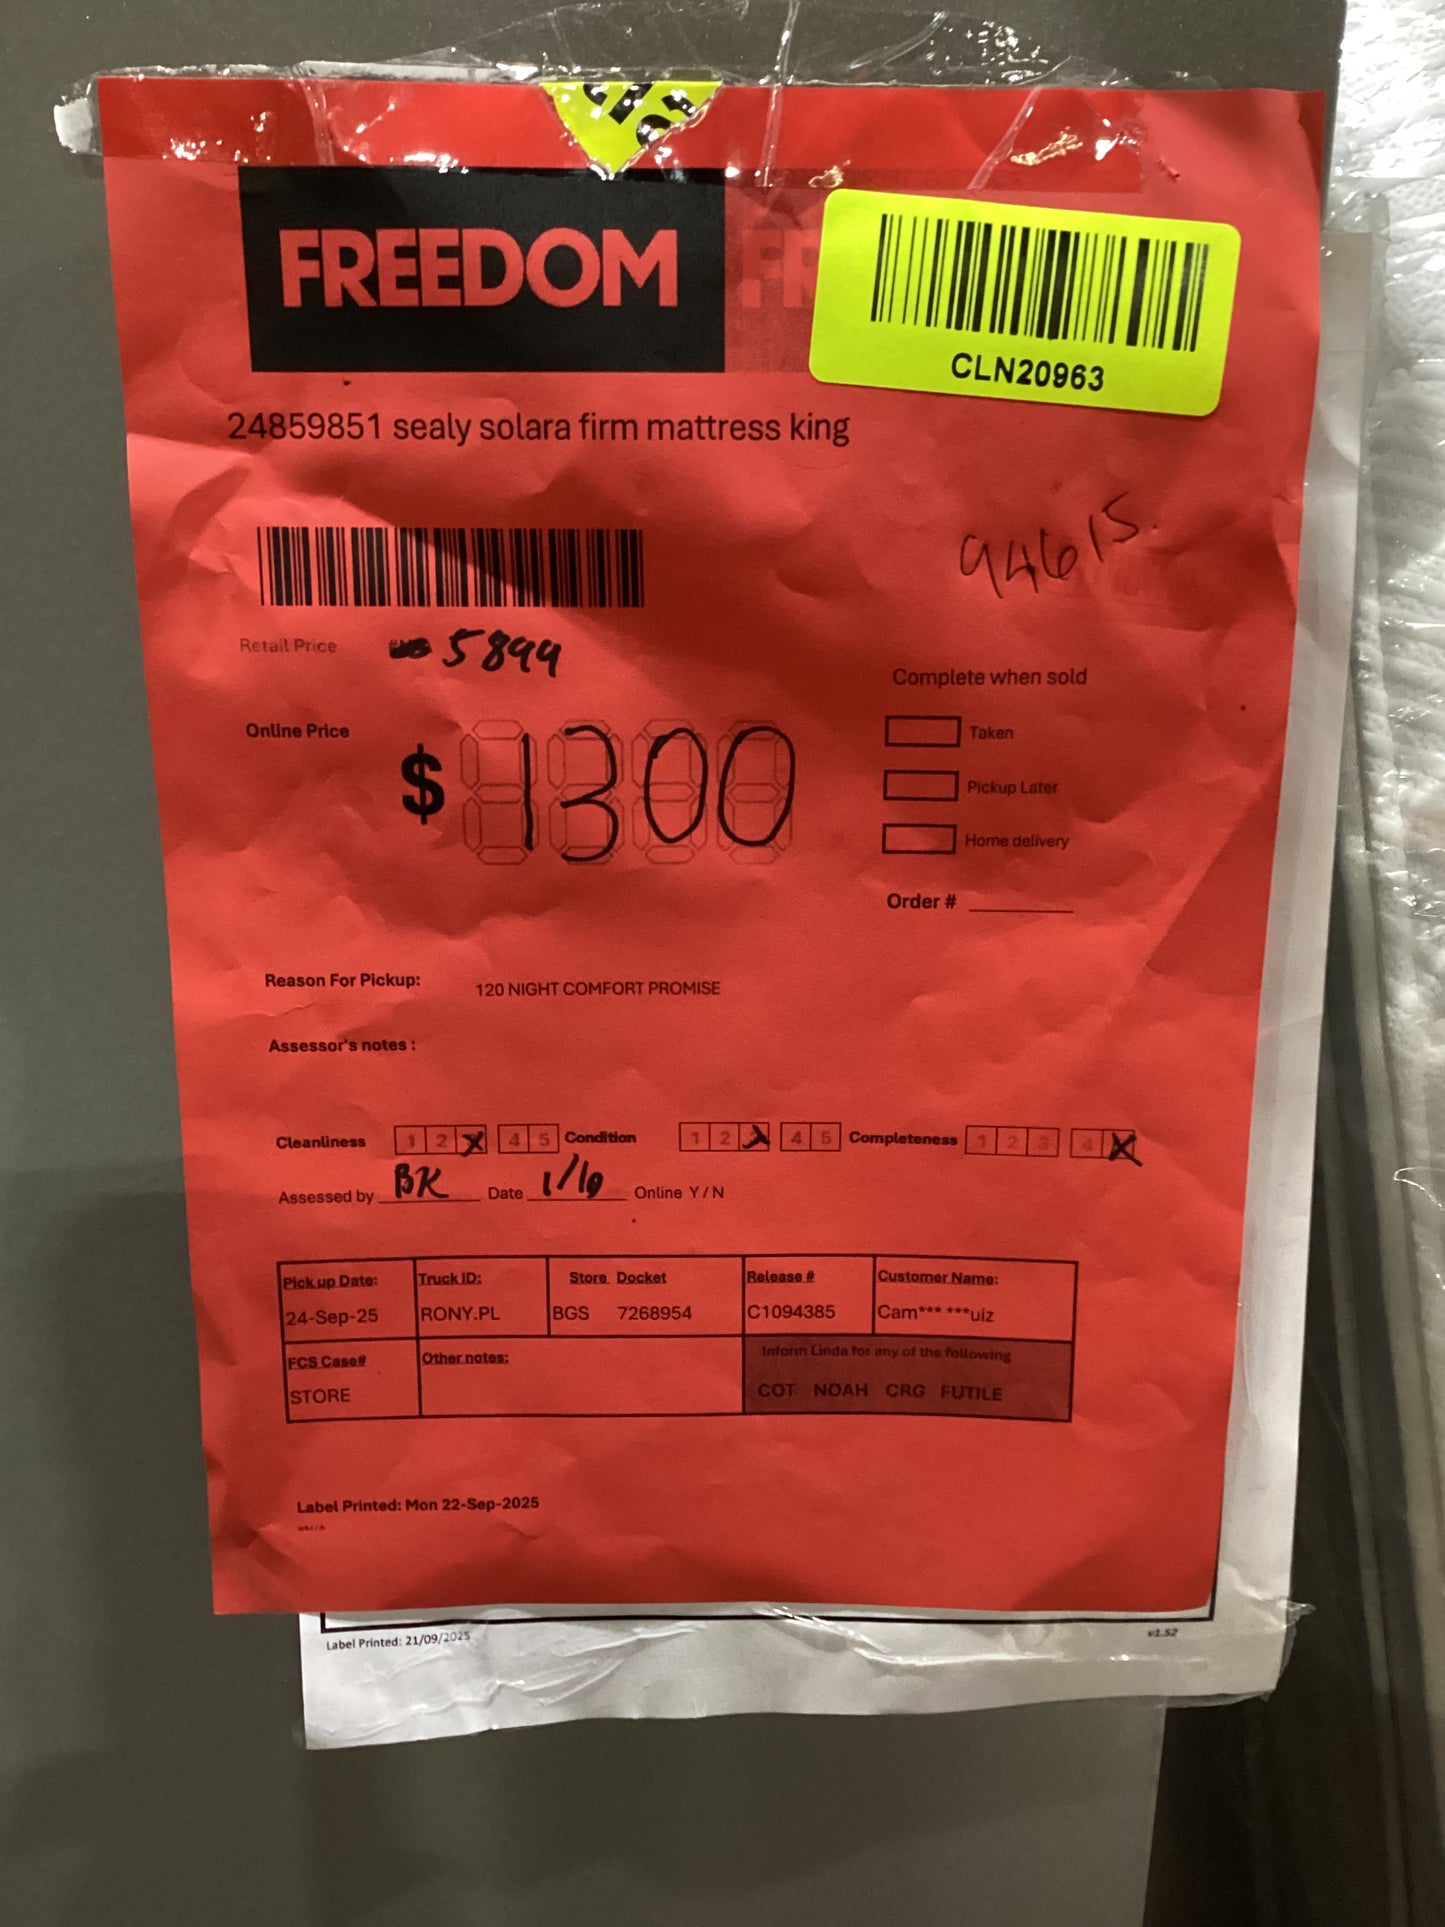 FREEDOM
CLN20963
24859851 sealy solara firm mattress king
94615.
Retail Price 5899
Online Price $ 1300
Complete when sold
Taken
Pickup Later
Home delivery
Order #
Reason For Pickup: 120 NIGHT COMFORT PROMISE
Assessor's notes :
Cleanliness 1 2 X 4 5 Condition 1 2 X 4 5 Completeness 1 2 3 4 X
Assessed by BK Date 1/10 Online Y / N
Pick up Date: Truck ID: Store Docket Release # Customer Name:
24-Sep-25 RONY.PL BGS 7268954 C1094385 Cam*** ***uiz
FCS Case# Other notes: Inform Linda for any of the following
STORE COT NOAH CRG FUTILE
Label Printed: Mon 22-Sep-2025
Label Printed: 21/09/2025 v1.52